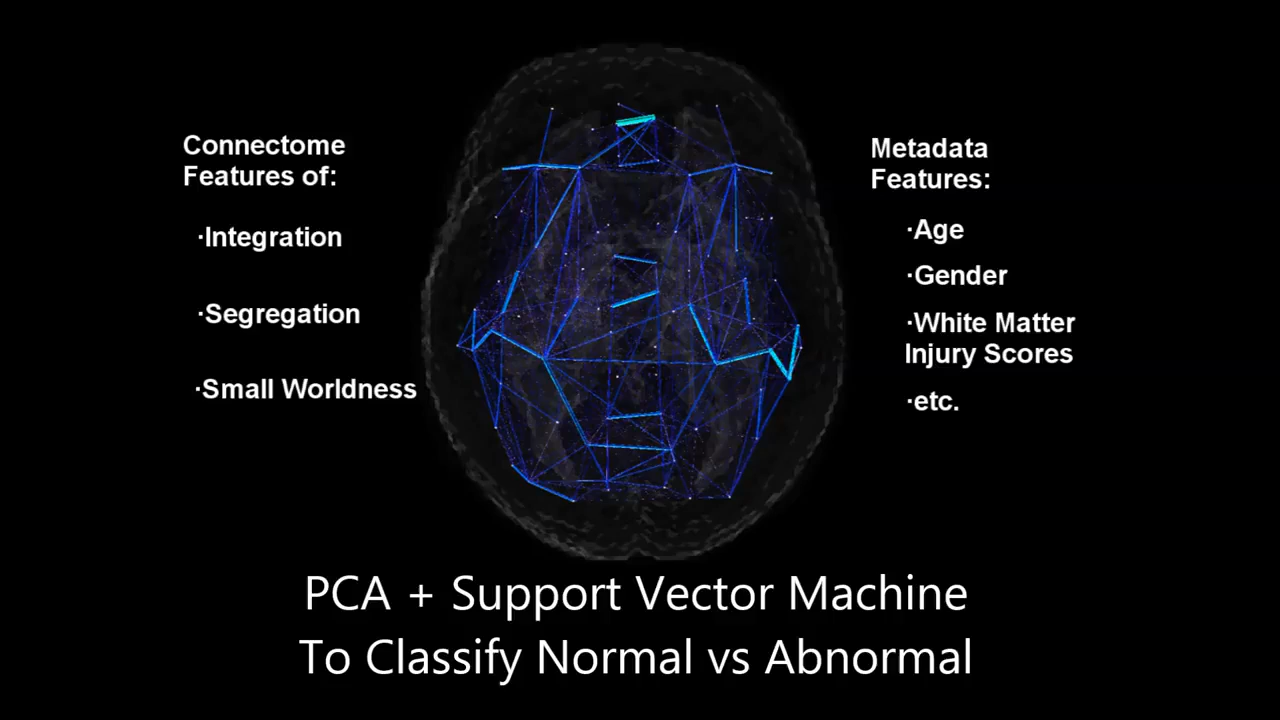 Connectome
Features of:
·Integration
·Segregation
·Small Worldness
Metadata
Features:
·Age
·Gender
·White Matter
Injury Scores
·etc.
PCA + Support Vector Machine
To Classify Normal vs Abnormal